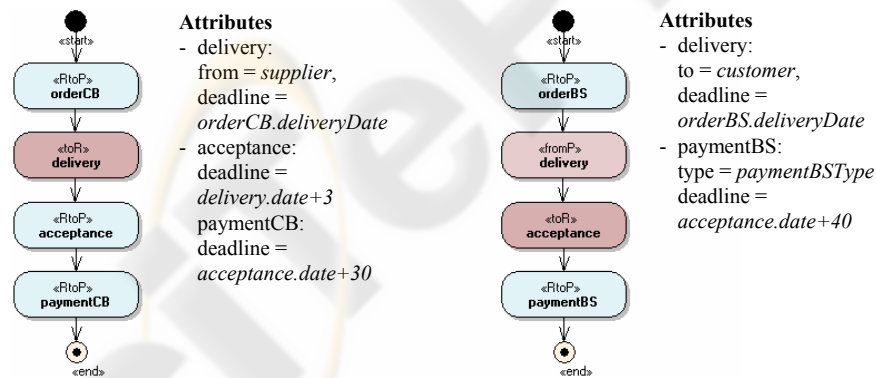 «start»
«RtoP»
orderCB
«toR»
delivery
«RtoP»
acceptance
«RtoP»
paymentCB
«end»
Attributes
- delivery:
from = supplier,
deadline =
orderCB.deliveryDate
- acceptance:
deadline =
delivery.date+3
paymentCB:
deadline =
acceptance.date+30
«start»
«RtoP»
orderBS
«fromP»
delivery
«toR»
acceptance
«RtoP»
paymentBS
«end»
Attributes
- delivery:
to = customer,
deadline =
orderBS.deliveryDate
- paymentBS:
type = paymentBSType
deadline =
acceptance.date+40